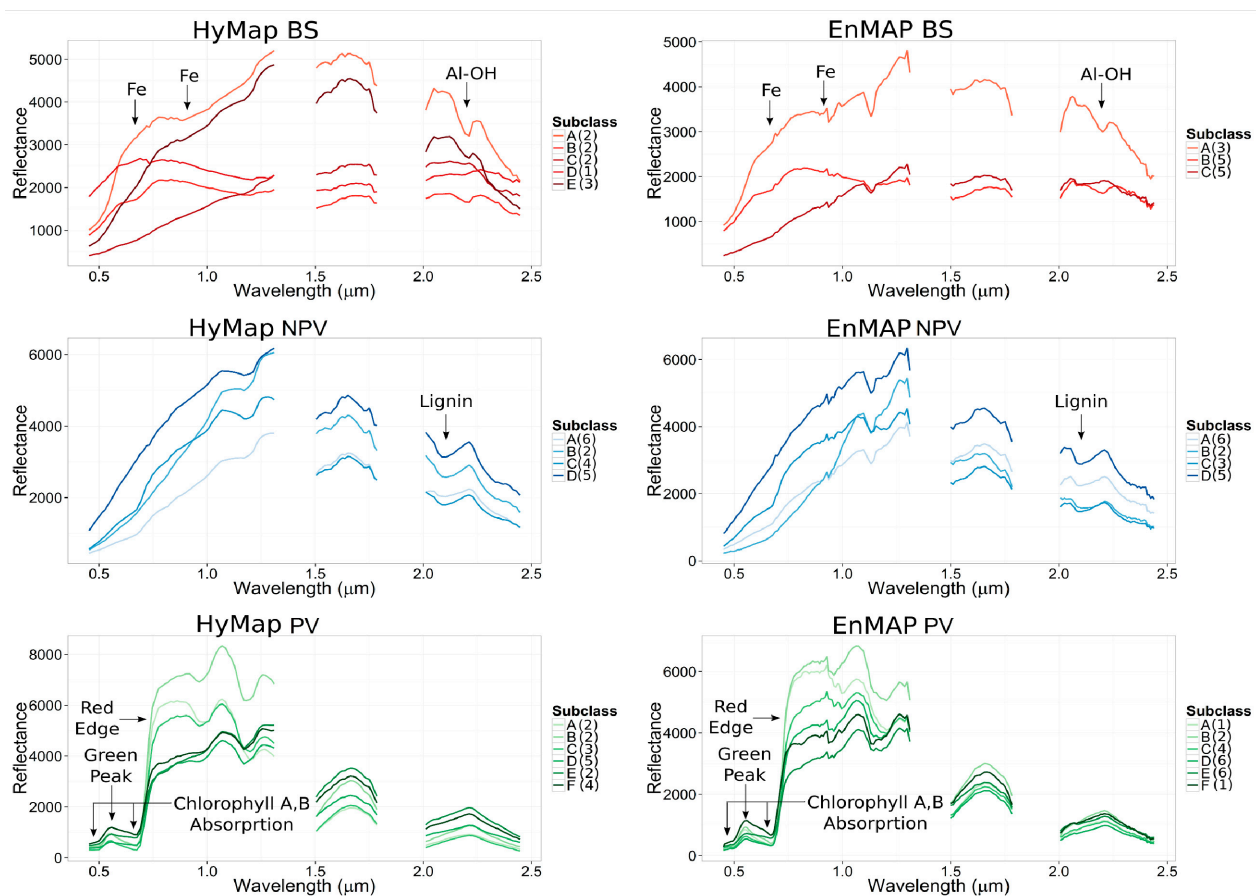 HyMap BS
Fe
Fe
Al-OH
Reflectance
5000
4000
3000
2000
1000
0.5
1.0
1.5
2.0
2.5
Wavelength (μm)
Subclass
A(2)
B(2)
C(2)
D(1)
E(3)
EnMAP BS
Fe
Fe
Al-OH
Reflectance
5000
4000
3000
2000
1000
0.5
1.0
1.5
2.0
2.5
Wavelength (μm)
Subclass
A(3)
B(5)
C(5)
HyMap NPV
Lignin
Reflectance
6000
4000
2000
0.5
1.0
1.5
2.0
2.5
Wavelength (μm)
Subclass
A(6)
B(2)
C(4)
D(5)
EnMAP NPV
Lignin
Reflectance
6000
4000
2000
0
0.5
1.0
1.5
2.0
2.5
Wavelength (μm)
Subclass
A(6)
B(2)
C(3)
D(5)
HyMap PV
Red
Edge
Green
Peak
Chlorophyll A,B
Absorprtion
Reflectance
8000
6000
4000
2000
0
0.5
1.0
1.5
2.0
2.5
Wavelength (μm)
Subclass
A(2)
B(2)
C(3)
D(5)
E(2)
F(4)
EnMAP PV
Red
Edge
Green
Peak
Chlorophyll A,B
Absorption
Reflectance
6000
4000
2000
0
0.5
1.0
1.5
2.0
2.5
Wavelength (μm)
Subclass
A(1)
B(2)
C(4)
D(6)
E(6)
F(1)